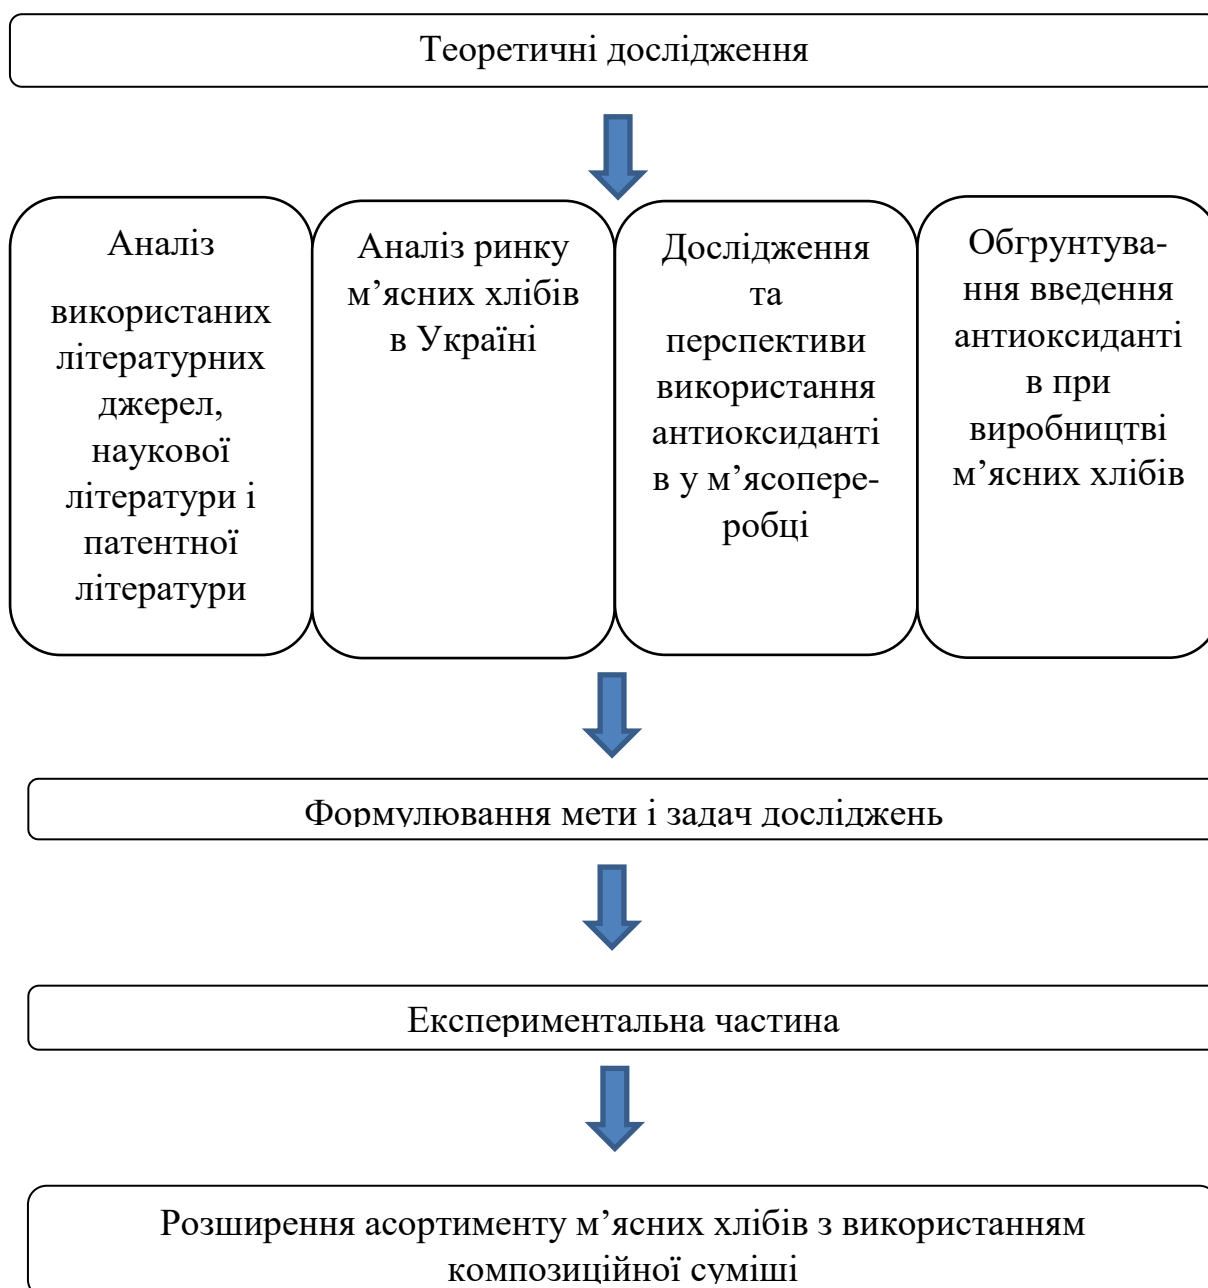 Теоретичні дослідження
Аналіз
використаних
літературних
джерел,
наукової
літератури і
патентної
літератури
Аналіз ринку
м’ясних хлібів
в Україні
Дослідження
та
перспективи
використання
антиоксиданті
в у м’ясопере-
робці
Обгрунтува-
ння введення
антиоксиданті
в при
виробництві
м’ясних хлібів
Формулювання мети і задач досліджень
Експериментальна частина
Розширення асортименту м’ясних хлібів з використанням
композиційної суміші